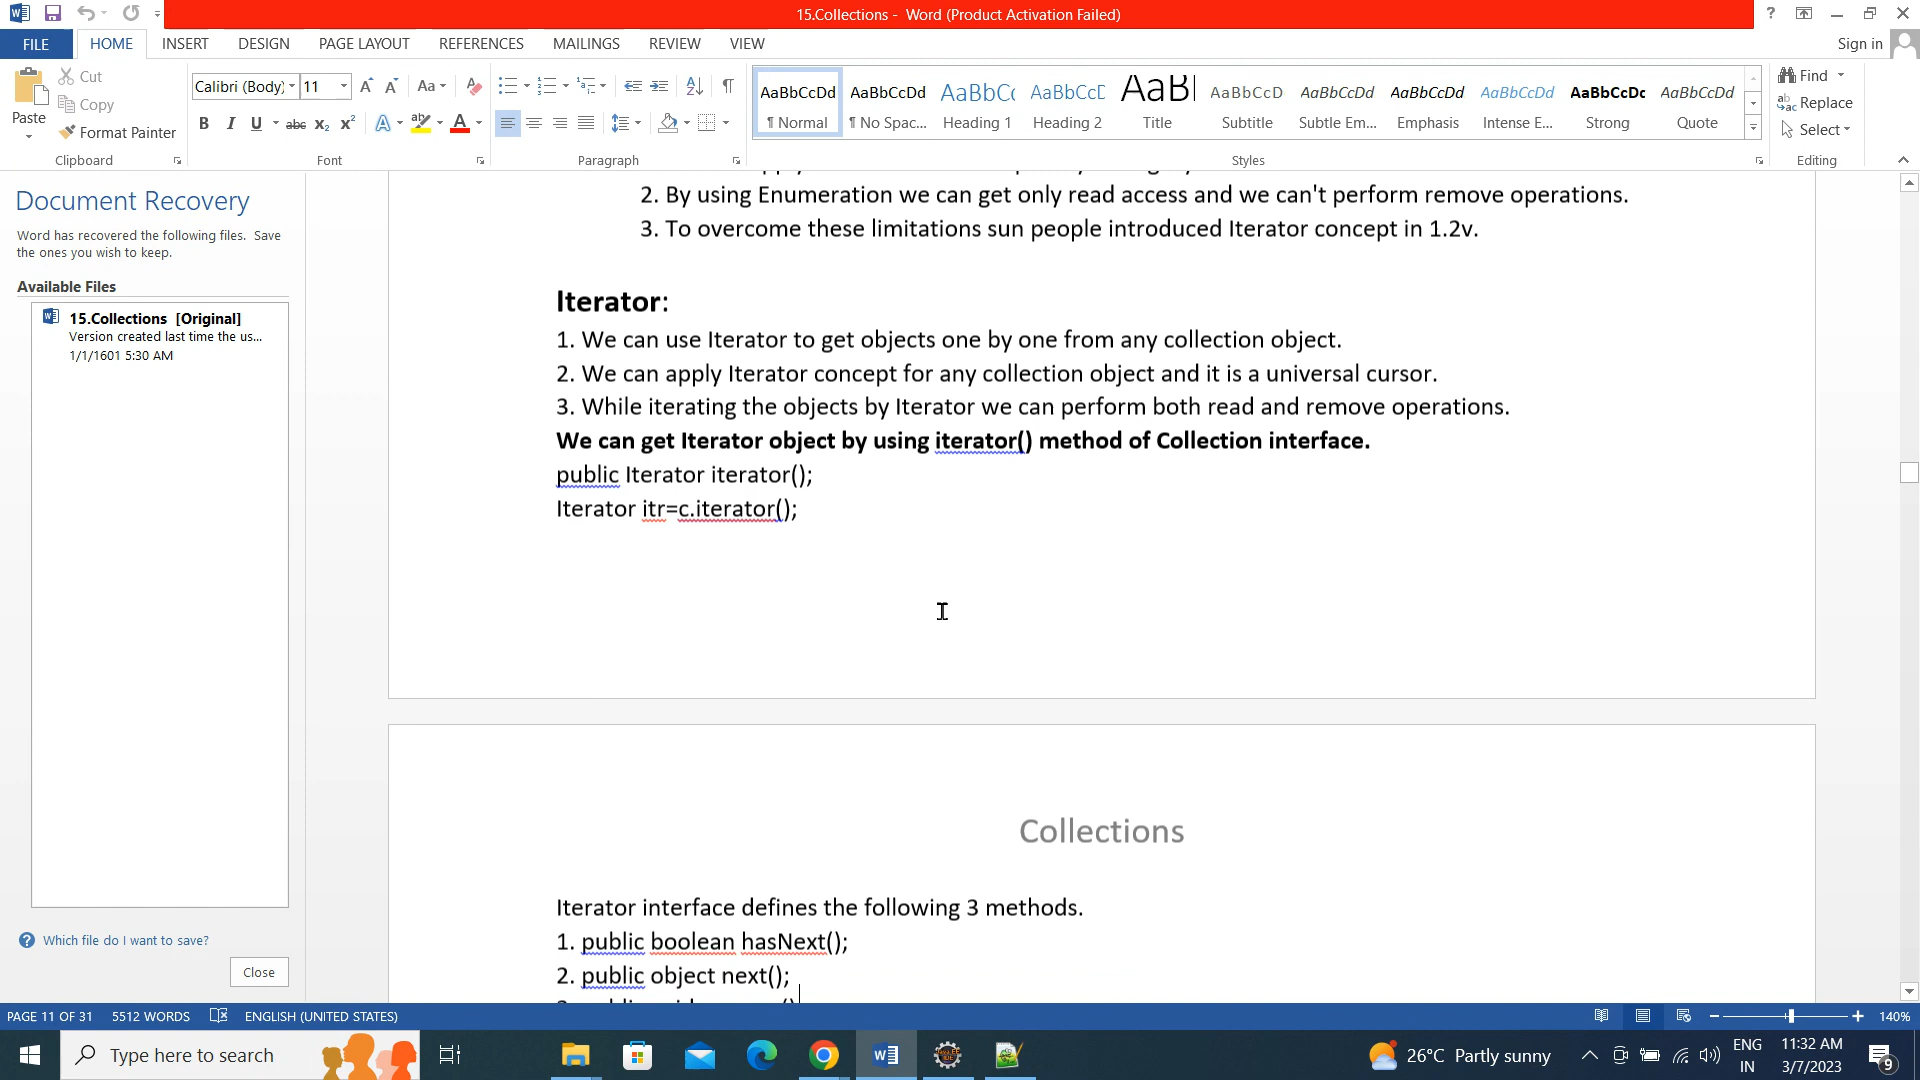 15.Collections - Word (Product Activation Failed)
?
FILE HOME INSERT DESIGN PAGE LAYOUT REFERENCES MAILINGS REVIEW VIEW
Sign in
Paste
Cut
Copy
Format Painter
Clipboard
Calibri (Body) 11
Font
Paragraph
AaBbCcDd AaBbCcDd AaBbCc AaBbCcD AaBl AaBbCcD AaBbCcDd AaBbCcDd AaBbCcDd AaBbCcDc AaBbCcDd
¶ Normal ¶ No Spac... Heading 1 Heading 2 Title Subtitle Subtle Em... Emphasis Intense E... Strong Quote
Styles
Find
Replace
Select
Editing
Document Recovery
Word has recovered the following files. Save
the ones you wish to keep.
Available Files
15.Collections [Original]
Version created last time the us...
1/1/1601 5:30 AM
Which file do I want to save?
Close
2. By using Enumeration we can get only read access and we can't perform remove operations.
3. To overcome these limitations sun people introduced Iterator concept in 1.2v.
Iterator:
1. We can use Iterator to get objects one by one from any collection object.
2. We can apply Iterator concept for any collection object and it is a universal cursor.
3. While iterating the objects by Iterator we can perform both read and remove operations.
We can get Iterator object by using iterator() method of Collection interface.
public Iterator iterator();
Iterator itr=c.iterator();
Collections
Iterator interface defines the following 3 methods.
1. public boolean hasNext();
2. public object next();
PAGE 11 OF 31 5512 WORDS ENGLISH (UNITED STATES)
140%
Type here to search
26°C Partly sunny
ENG
IN
11:32 AM
3/7/2023
9